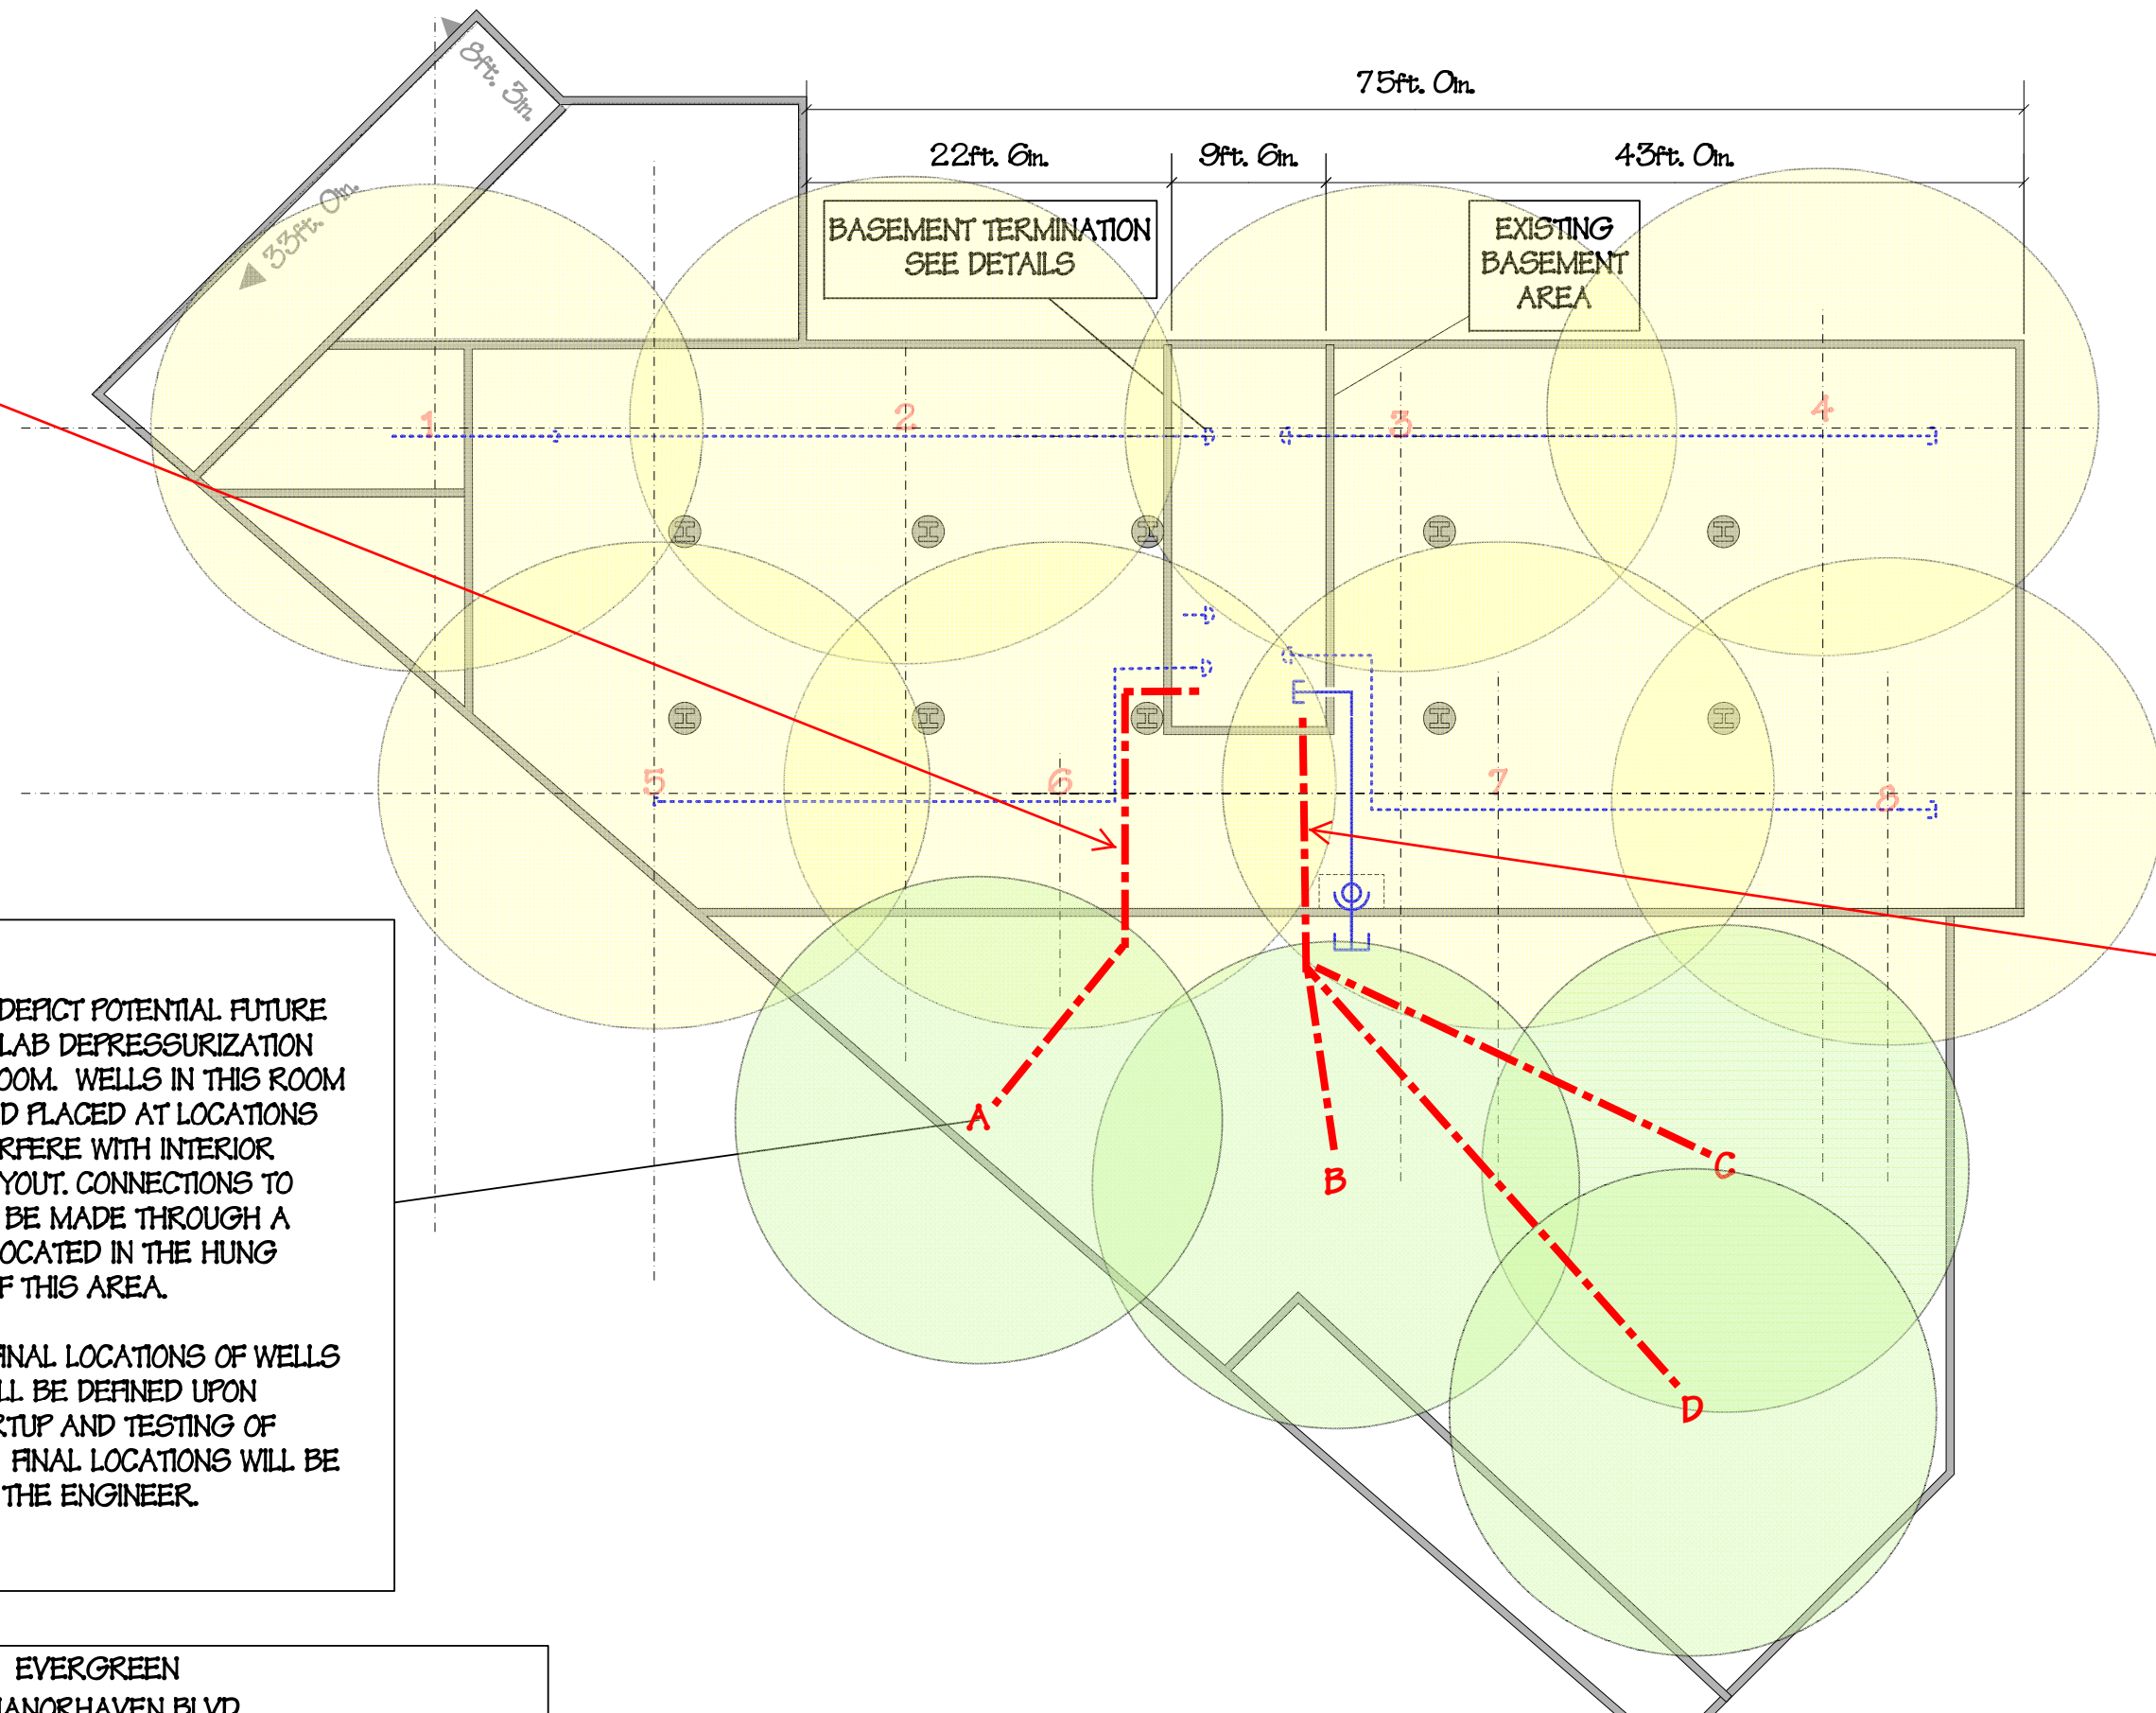 8ft. 3in.
33ft. 0in.
75ft. 0in.
22ft. 6in.
9ft. 6in.
43ft. 0in.
BASEMENT TERMINATION
SEE DETAILS
EXISTING
BASEMENT
AREA
1
2
3
4
5
6
7
8
A
B
C
D
DEPICT POTENTIAL FUTURE
LAB DEPRESSURIZATION
OOM. WELLS IN THIS ROOM
D PLACED AT LOCATIONS
RFERE WITH INTERIOR
YOUT. CONNECTIONS TO
BE MADE THROUGH A
OCATED IN THE HUNG
F THIS AREA.
FINAL LOCATIONS OF WELLS
LL BE DEFINED UPON
RTUP AND TESTING OF
FINAL LOCATIONS WILL BE
THE ENGINEER.
EVERGREEN
MANORHAVEN BLVD